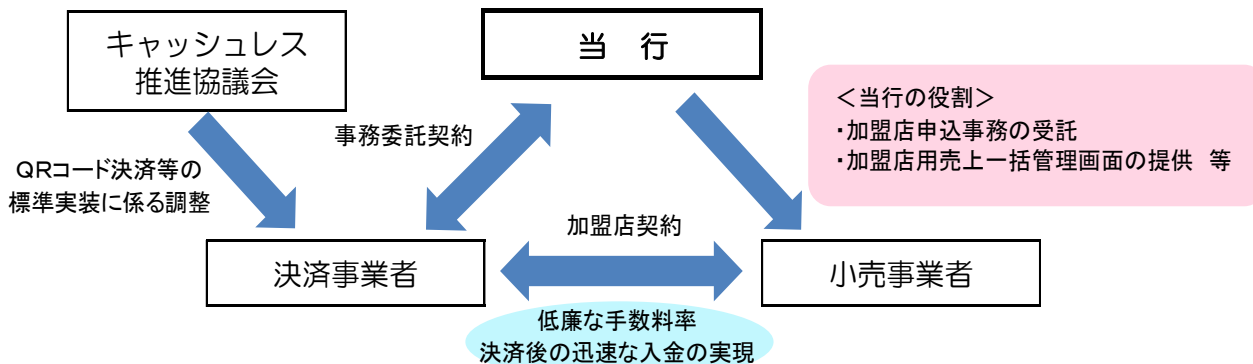 キャッシュレス
推進協議会
当　行
＜当行の役割＞
・加盟店申込事務の受託
・加盟店用売上一括管理画面の提供　等
事務委託契約
QRコード決済等の
標準実装に係る調整
加盟店契約
決済事業者
小売事業者
低廉な手数料率
決済後の迅速な入金の実現